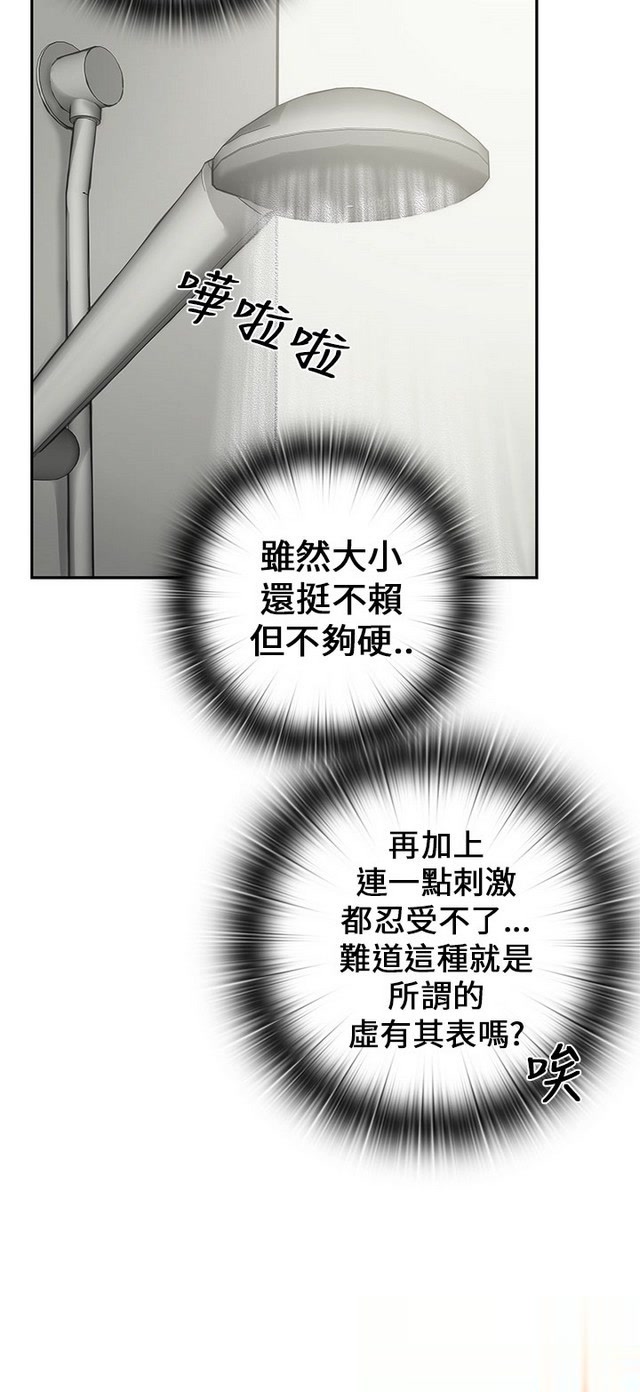 嘩啦啦
雖然大小
還挺不賴
但不夠硬..
再加上
連一點刺激
都忍受不了...
難道這種就是
所謂的
虛有其表嗎?
唉